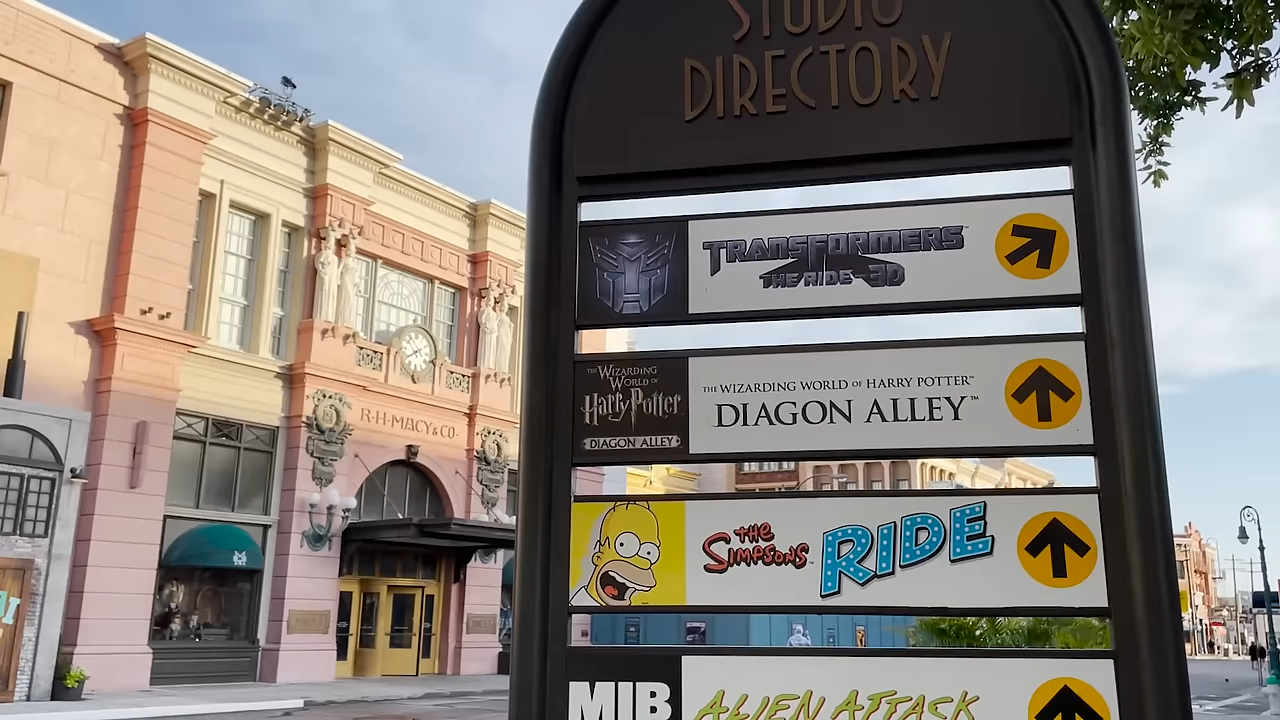 STUDIO
DIRECTORY
TRANSFORMERS
THE RIDE-3D
THE WIZARDING
WORLD OF
Harry Potter
DIAGON ALLEY
THE WIZARDING WORLD OF HARRY POTTER™
DIAGON ALLEY™
THE
SIMPSONS
RIDE
MIB
ALIEN ATTACK
R·H·MACY & CO·